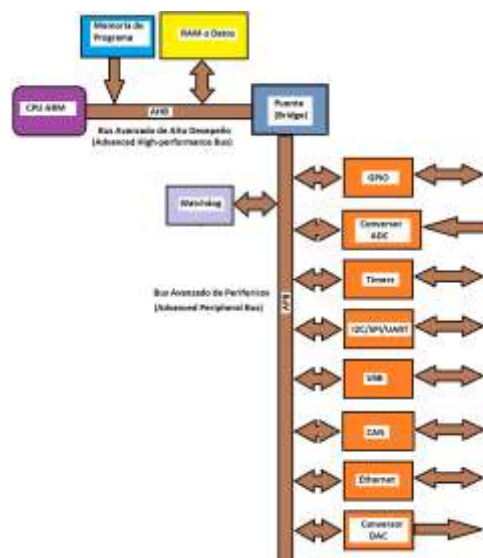 Memoria de
Programa
RAM o Datos
CPU ARM
AHB
Puente
(Bridge)
Bus Avanzado de Alto Desempeño
(Advanced High-performance Bus)
GPIO
Watchdog
Conversor
ADC
Timers
Bus Avanzado de Perifericos
(Advanced Peripheral Bus)
APB
I2C/SPI/UART
USB
CAN
Ethernet
Conversor
DAC